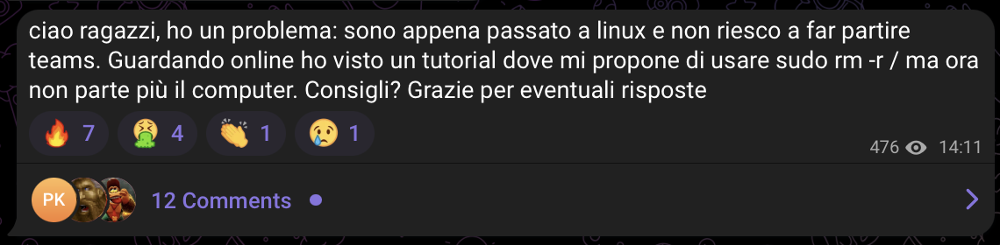 ciao ragazzi, ho un problema: sono appena passato a linux e non riesco a far partire
teams. Guardando online ho visto un tutorial dove mi propone di usare sudo rm -r / ma ora
non parte più il computer. Consigli? Grazie per eventuali risposte
🔥 7 🤮 4 👏 1 😢 1
476 14:11
PK 12 Comments